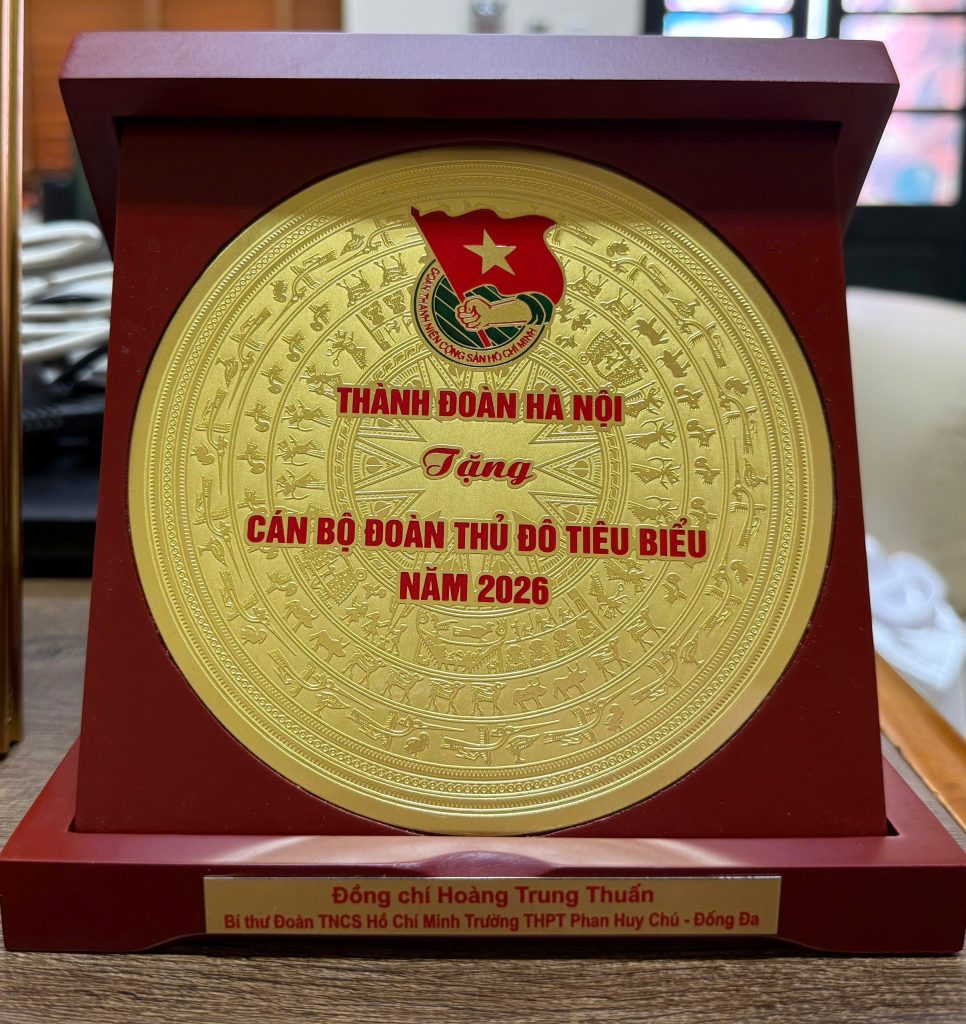 ĐOÀN THANH NIÊN CỘNG SẢN HỒ CHÍ MINH
THÀNH ĐOÀN HÀ NỘI
Tặng
CÁN BỘ ĐOÀN THỦ ĐÔ TIÊU BIỂU
NĂM 2026
Đồng chí Hoàng Trung Thuấn
Bí thư Đoàn TNCS Hồ Chí Minh Trường THPT Phan Huy Chú - Đống Đa